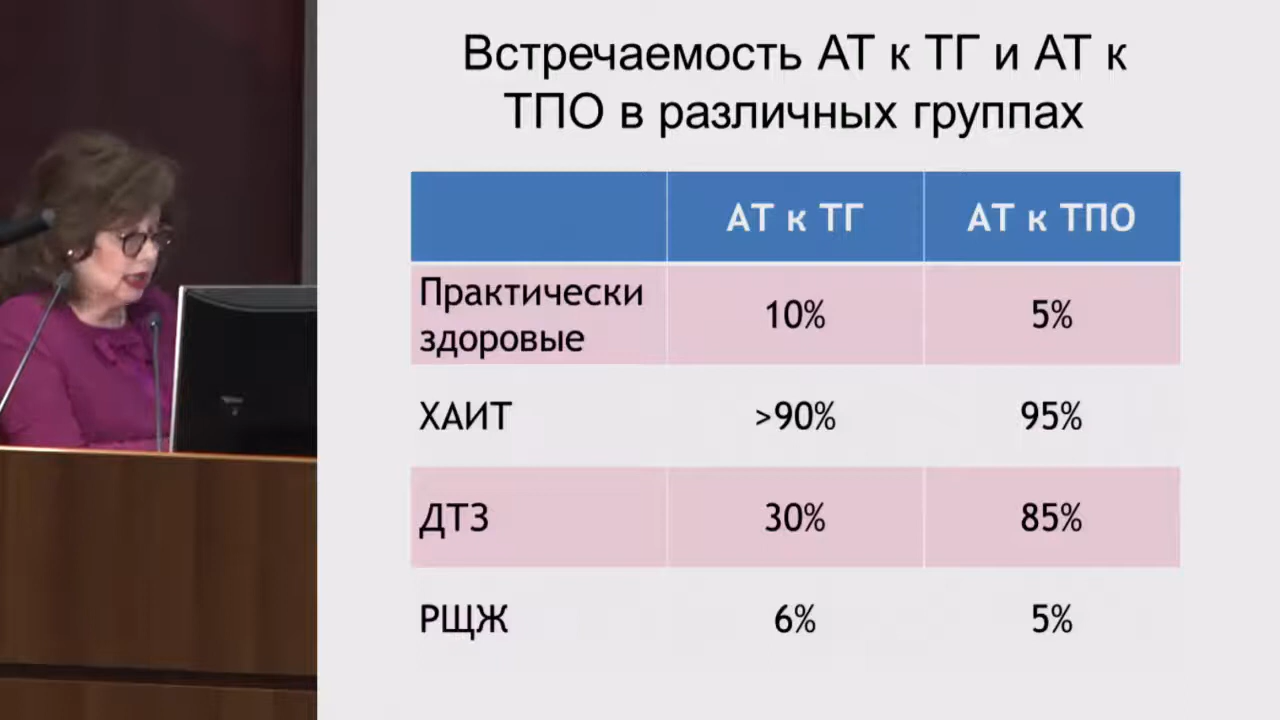 Встречаемость АТ к ТГ и АТ к
ТПО в различных группах
АТ к ТГ АТ к ТПО
Практически
здоровые 10% 5%
ХАИТ >90% 95%
ДТЗ 30% 85%
РЩЖ 6% 5%